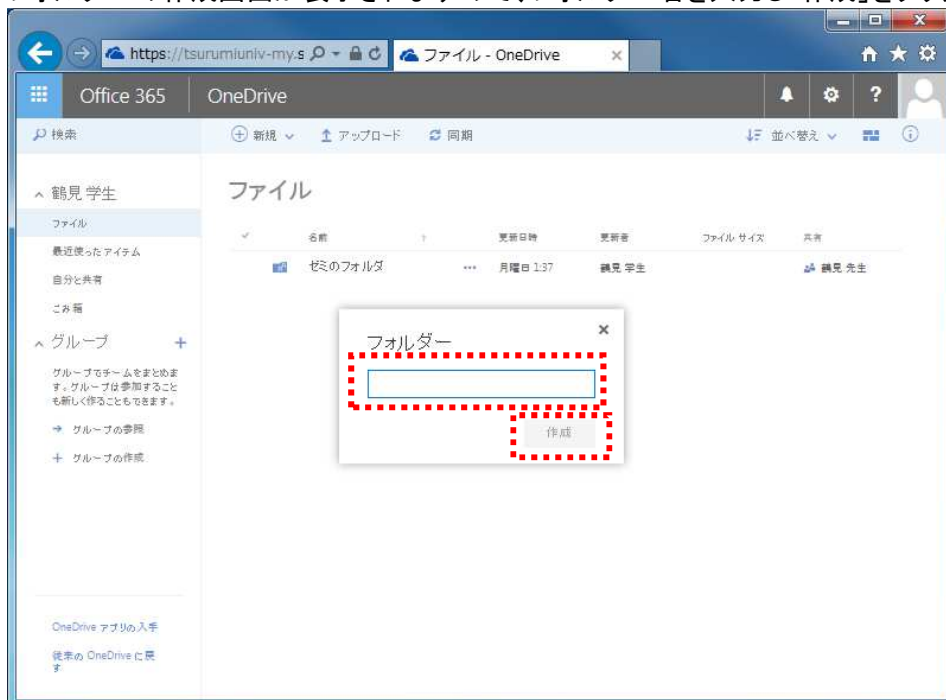 https://tsurumiuniv-my.s
ファイル - OneDrive
Office 365
OneDrive
?
検索
新規
アップロード
同期
並べ替え
鶴見 学生
ファイル
最近使ったアイテム
自分と共有
ごみ箱
グループ
グループでチームをまとめま
す。グループは参加すること
も新しく作ることもできます。
グループの参照
グループの作成
OneDrive アプリの入手
従来の OneDrive に戻
す
ファイル
名前 更新日時 更新者 ファイル サイズ 共有
ゼミのフォルダ ... 月曜日 1:37 鶴見 学生 鶴見 先生
フォルダー
作成